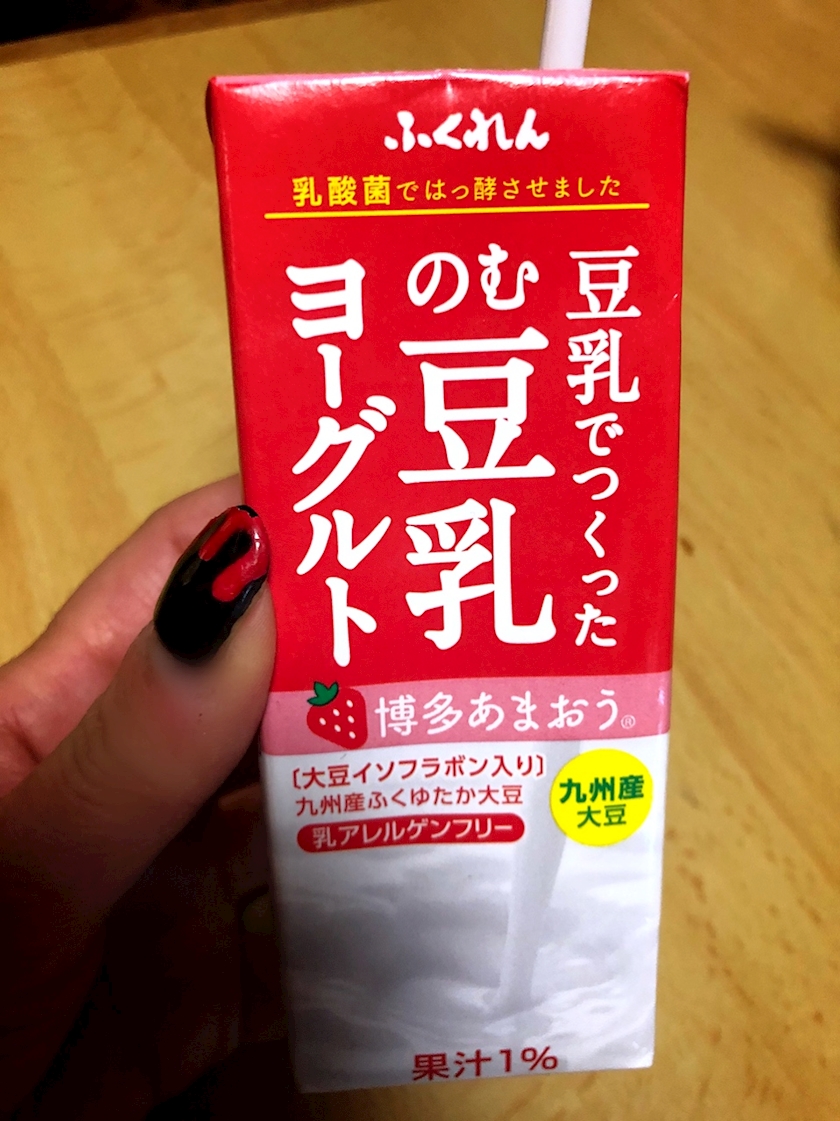 ふくれん
乳酸菌ではっ酵させました
豆乳でつくった
のむ豆乳
ヨーグルト
博多あまおう®
〔大豆イソフラボン入り〕
九州産ふくゆたか大豆
乳アレルゲンフリー
九州産
大豆
果汁1%